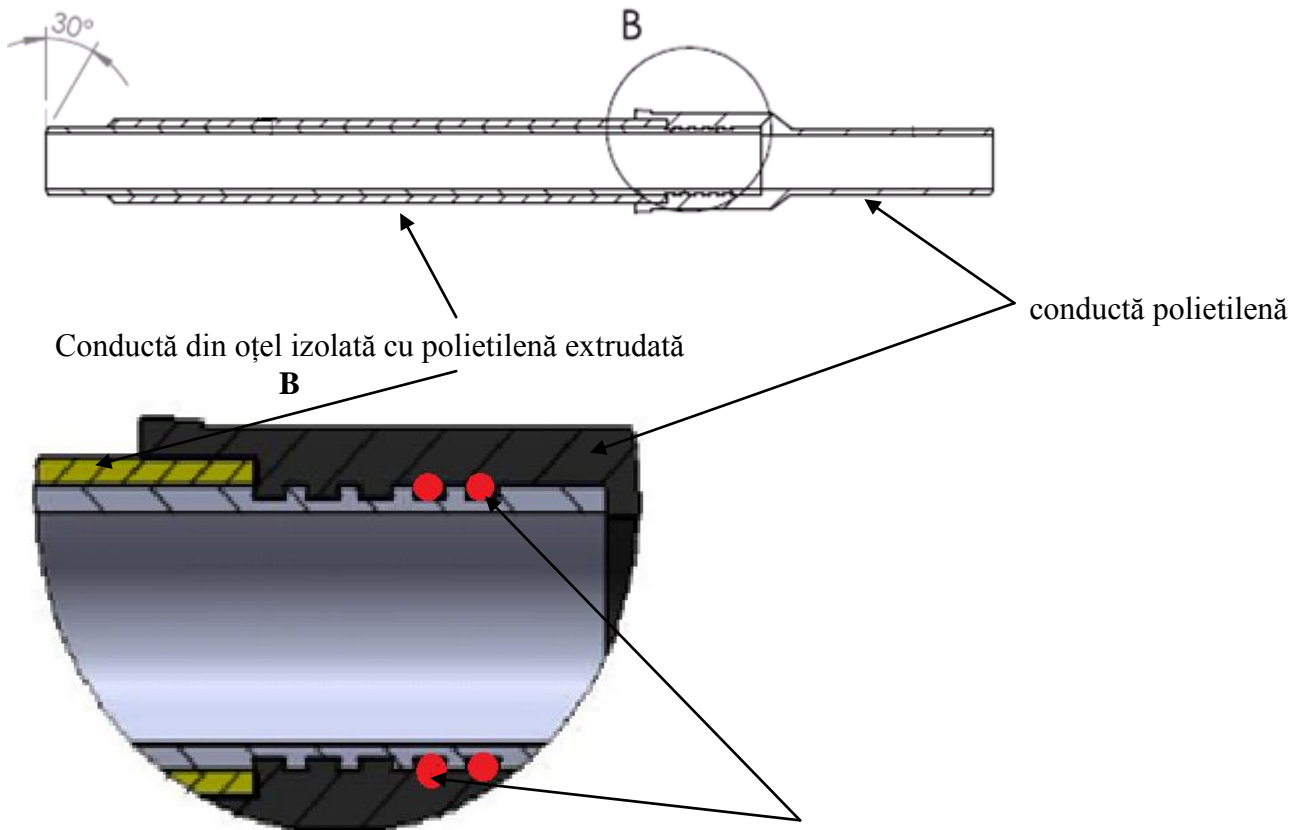 30°
B
conductă polietilenă
Conductă din oțel izolată cu polietilenă extrudată
B